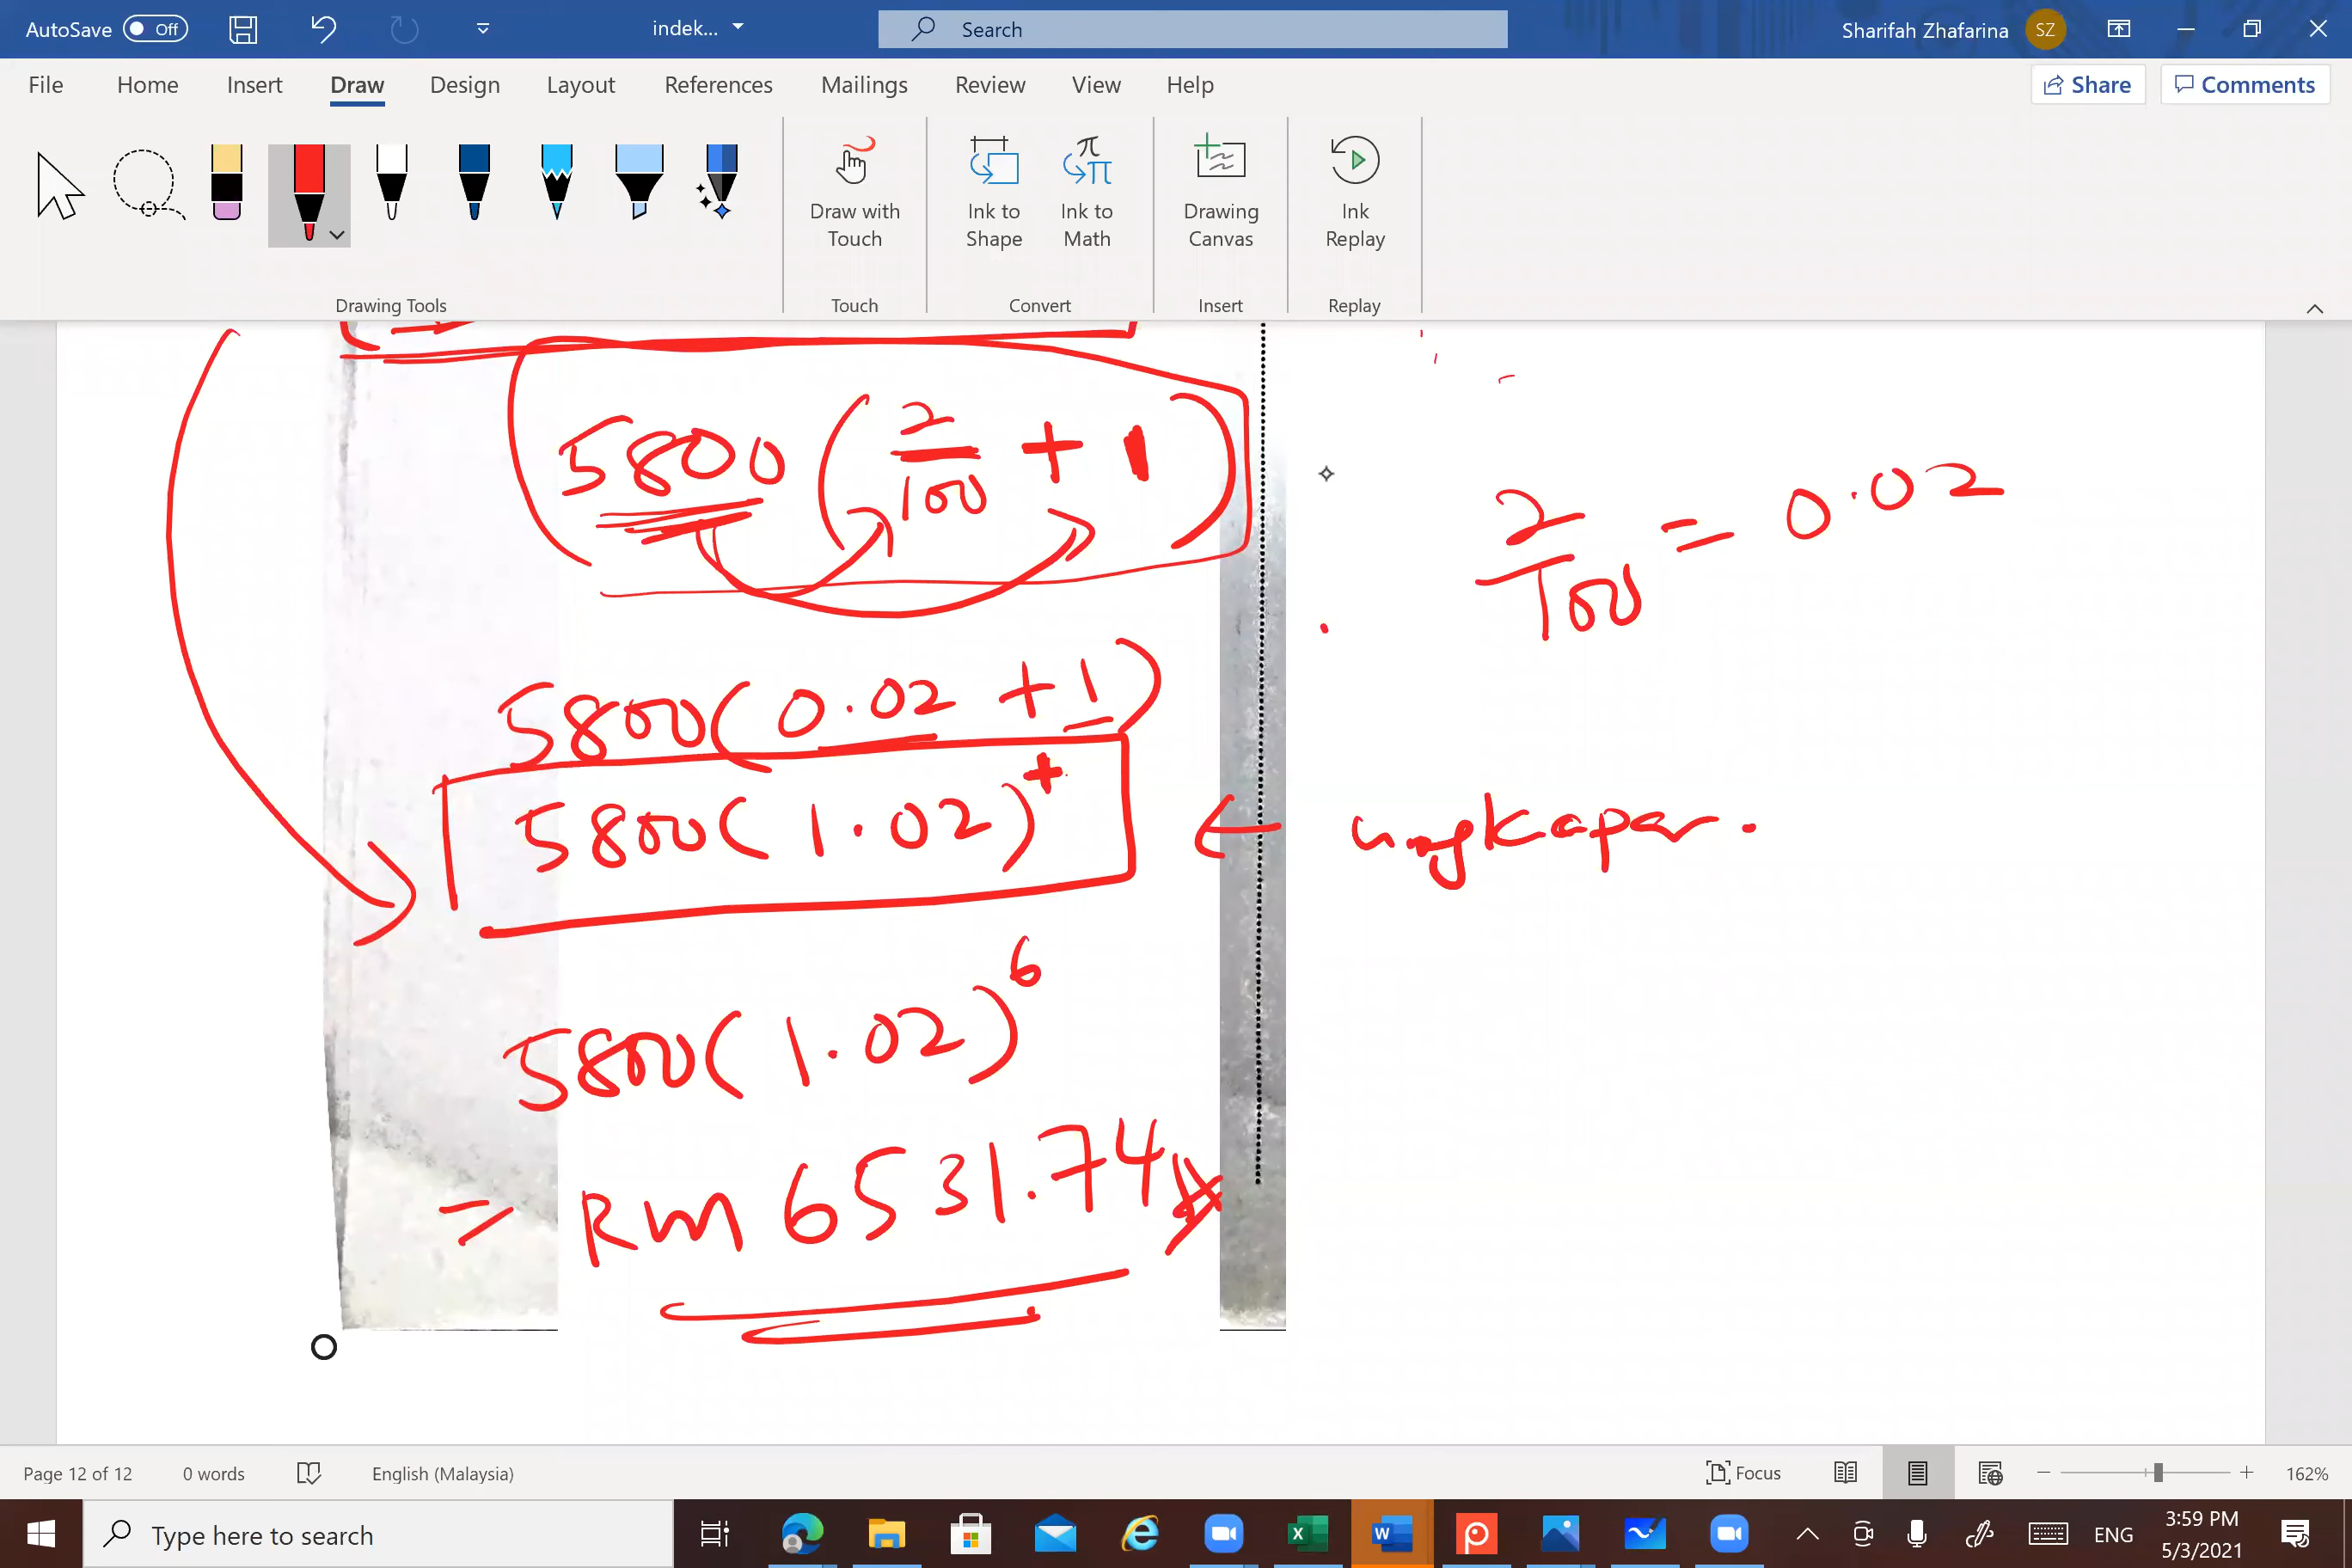 AutoSave Off indek... Search Sharifah Zhafarina SZ
File Home Insert Draw Design Layout References Mailings Review View Help Share Comments
Draw with Touch
Ink to Shape
Ink to Math
Drawing Canvas
Ink Replay
Drawing Tools Touch Convert Insert Replay
5800 (2/100 + 1)
2/100 = 0.02
5800(0.02 + 1)
5800(1.02)^t ← ungkapan.
5800(1.02)^6
= Rm 6531.74
Page 12 of 12 0 words English (Malaysia) Focus 162%
Type here to search ENG 3:59 PM
5/3/2021